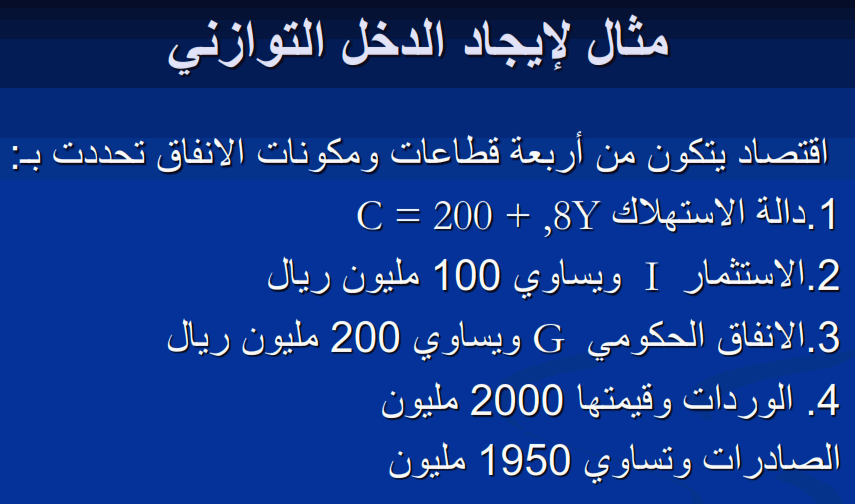 مثال لإيجاد الدخل التوازني
اقتصاد يتكون من أربعة قطاعات ومكونات الانفاق تحددت بـ:
1.دالة الاستهلاك C = 200 + ,8Y
2.الاستثمار I ويساوي 100 مليون ريال
3.الانفاق الحكومي G ويساوي 200 مليون ريال
4. الوردات وقيمتها 2000 مليون
الصادرات وتساوي 1950 مليون